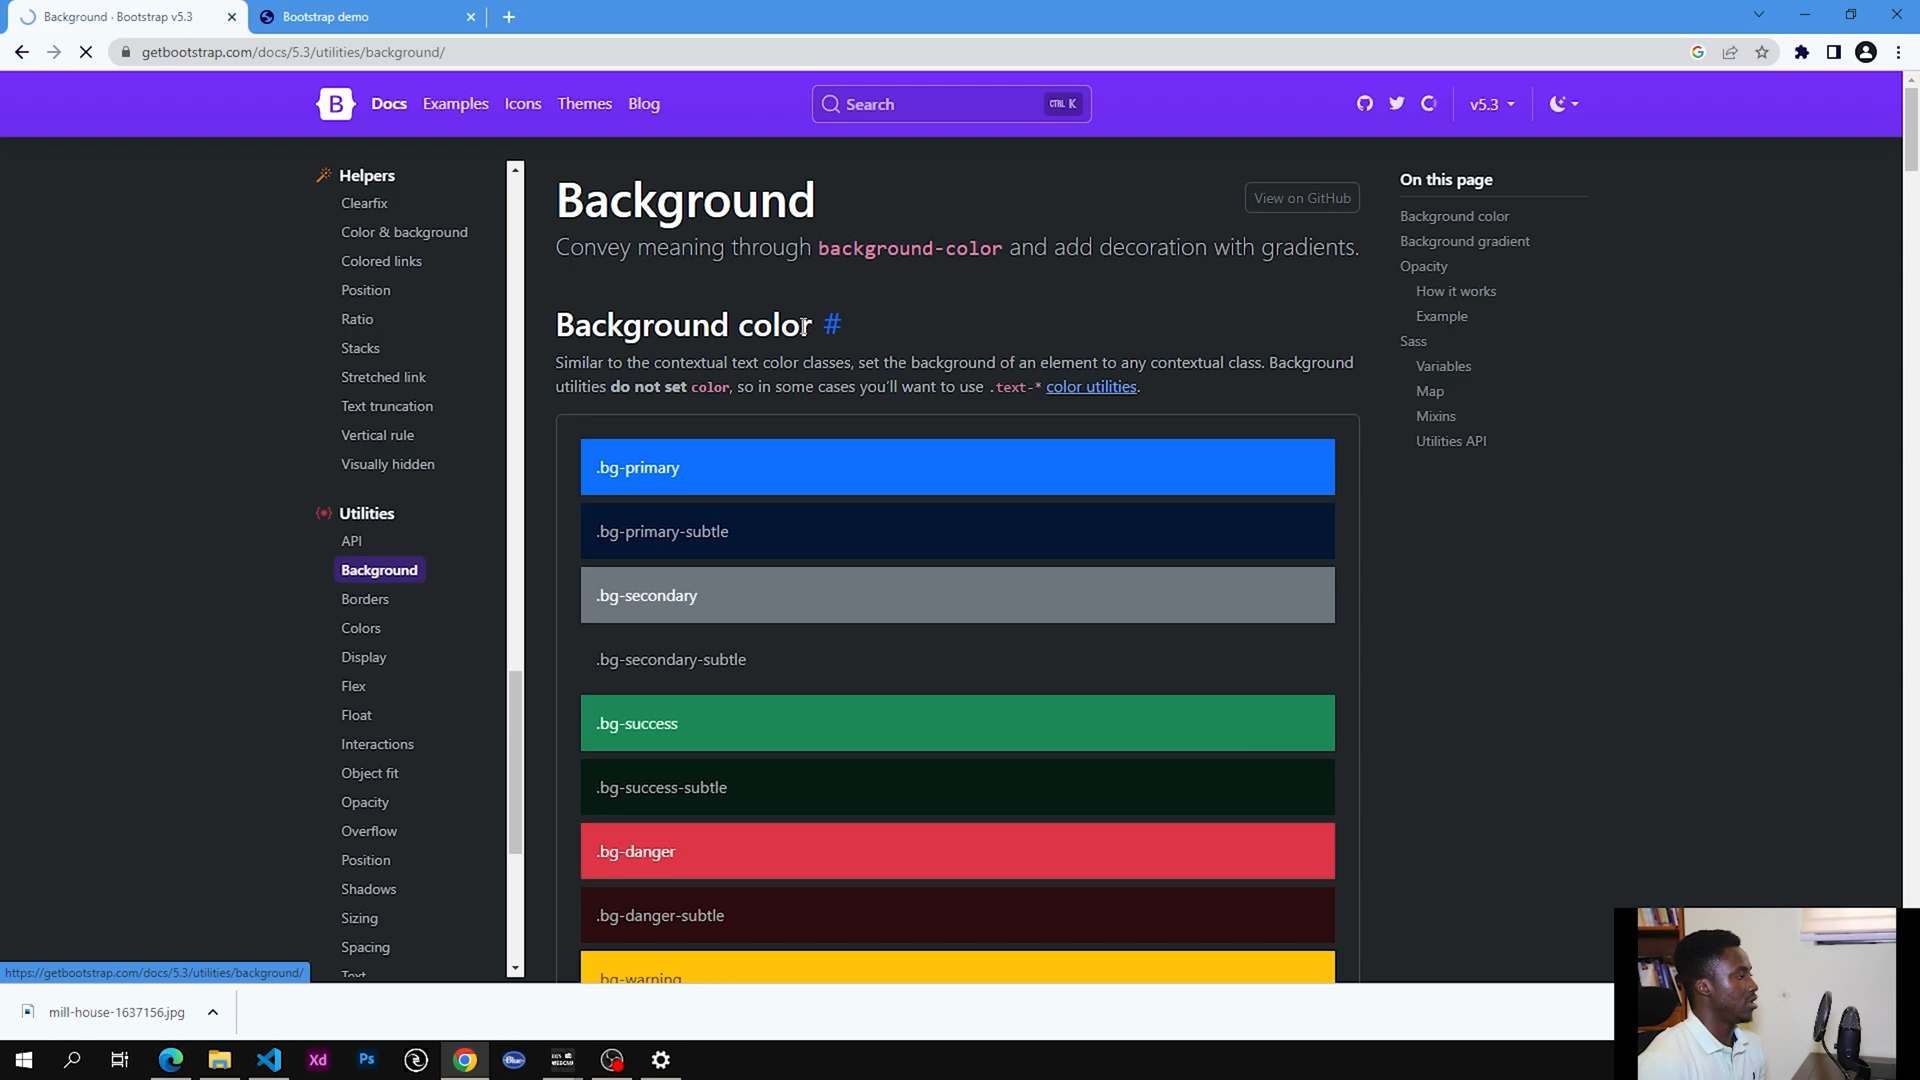 Background · Bootstrap v5.3
Bootstrap demo
getbootstrap.com/docs/5.3/utilities/background/
B
Docs
Examples
Icons
Themes
Blog
Search
CTRL K
v5.3
Helpers
Clearfix
Color & background
Colored links
Position
Ratio
Stacks
Stretched link
Text truncation
Vertical rule
Visually hidden
Utilities
API
Background
Borders
Colors
Display
Flex
Float
Interactions
Object fit
Opacity
Overflow
Position
Shadows
Sizing
Spacing
Text
Background
View on GitHub
Convey meaning through background-color and add decoration with gradients.
Background color #
Similar to the contextual text color classes, set the background of an element to any contextual class. Background
utilities do not set color, so in some cases you'll want to use .text-* color utilities.
.bg-primary
.bg-primary-subtle
.bg-secondary
.bg-secondary-subtle
.bg-success
.bg-success-subtle
.bg-danger
.bg-danger-subtle
.bg-warning
On this page
Background color
Background gradient
Opacity
How it works
Example
Sass
Variables
Map
Mixins
Utilities API
https://getbootstrap.com/docs/5.3/utilities/background/
mill-house-1637156.jpg
Xd
Ps